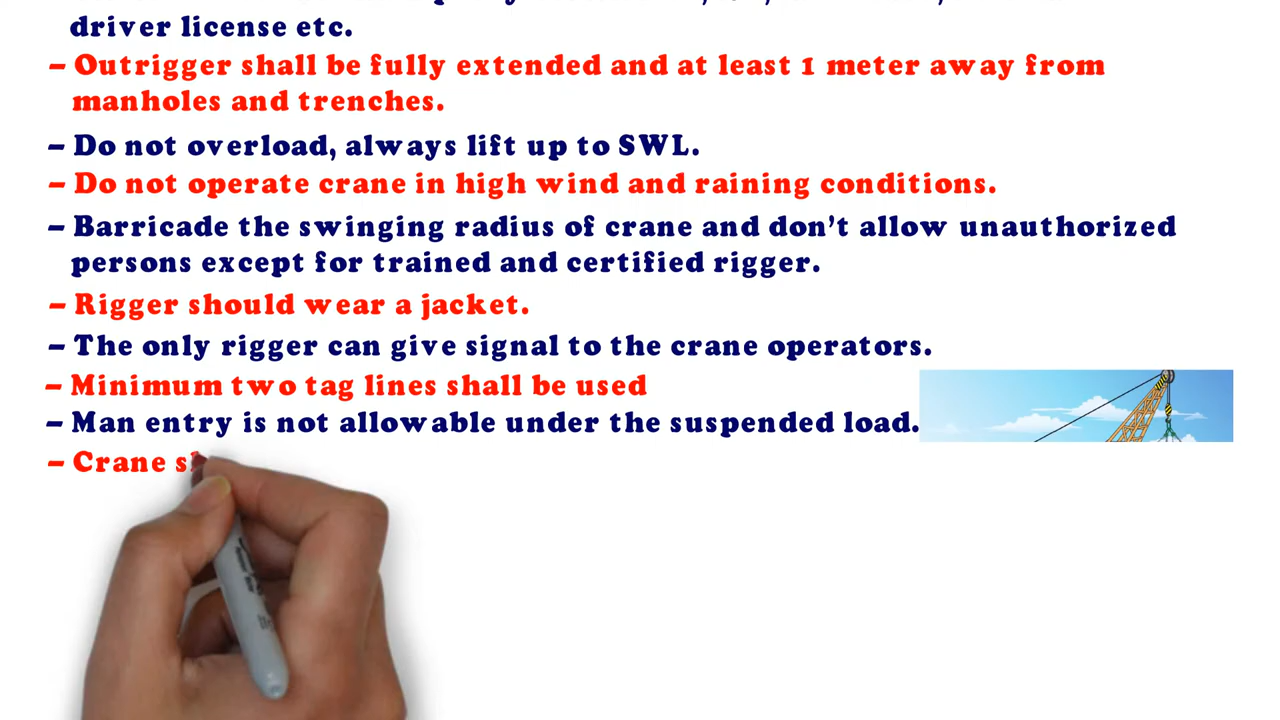 driver license etc.
– Outrigger shall be fully extended and at least 1 meter away from
manholes and trenches.
– Do not overload, always lift up to SWL.
– Do not operate crane in high wind and raining conditions.
– Barricade the swinging radius of crane and don't allow unauthorized
persons except for trained and certified rigger.
– Rigger should wear a jacket.
– The only rigger can give signal to the crane operators.
– Minimum two tag lines shall be used
– Man entry is not allowable under the suspended load.
– Crane